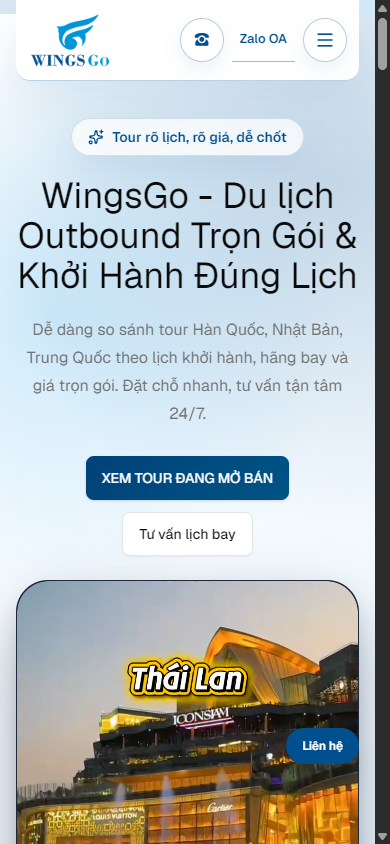 WINGS Go
Zalo OA
Tour rõ lịch, rõ giá, dễ chốt
WingsGo - Du lịch
Outbound Trọn Gói &
Khởi Hành Đúng Lịch
Dễ dàng so sánh tour Hàn Quốc, Nhật Bản,
Trung Quốc theo lịch khởi hành, hãng bay và
giá trọn gói. Đặt chỗ nhanh, tư vấn tận tâm
24/7.
XEM TOUR ĐANG MỞ BÁN
Tư vấn lịch bay
Thái Lan
ICONSIAM
Liên hệ
Cartier
LOUIS VUITTON